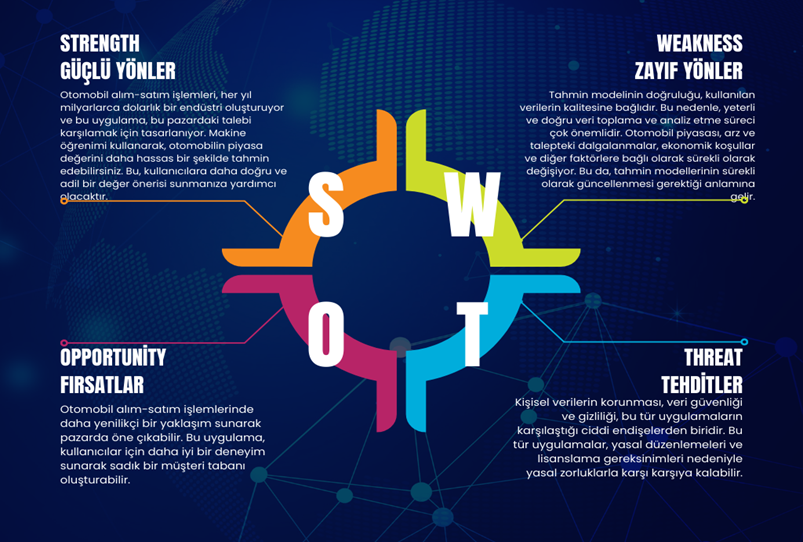 STRENGTH
GÜÇLÜ YÖNLER
Otomobil alım-satım işlemleri, her yıl
milyarlarca dolarlık bir endüstri oluşturuyor
ve bu uygulama, bu pazardaki talebi
karşılamak için tasarlanıyor. Makine
öğrenimi kullanarak, otomobilin piyasa
değerini daha hassas bir şekilde tahmin
edebilirsiniz. Bu, kullanıcılara daha doğru ve
adil bir değer önerisi sunmanıza yardımcı
olacaktır.
WEAKNESS
ZAYIF YÖNLER
Tahmin modelinin doğruluğu, kullanılan
verilerin kalitesine bağlıdır. Bu nedenle, yeterli
ve doğru veri toplama ve analiz etme süreci
çok önemlidir. Otomobil piyasası, arz ve
talepteki dalgalanmalar, ekonomik koşullar
ve diğer faktörlere bağlı olarak sürekli olarak
değişiyor. Bu da, tahmin modellerinin sürekli
olarak güncellenmesi gerektiği anlamına
gelir.
S
W
O
T
OPPORTUNİTY
FIRSATLAR
Otomobil alım-satım işlemlerinde
daha yenilikçi bir yaklaşım sunarak
pazarda öne çıkabilir. Bu uygulama,
kullanıcılar için daha iyi bir deneyim
sunarak sadık bir müşteri tabanı
oluşturabilir.
THREAT
TEHDİTLER
Kişisel verilerin korunması, veri güvenliği
ve gizliliği, bu tür uygulamaların
karşılaştığı ciddi endişelerden biridir. Bu
tür uygulamalar, yasal düzenlemeleri ve
lisanslama gereksinimleri nedeniyle
yasal zorluklarla karşı karşıya kalabilir.